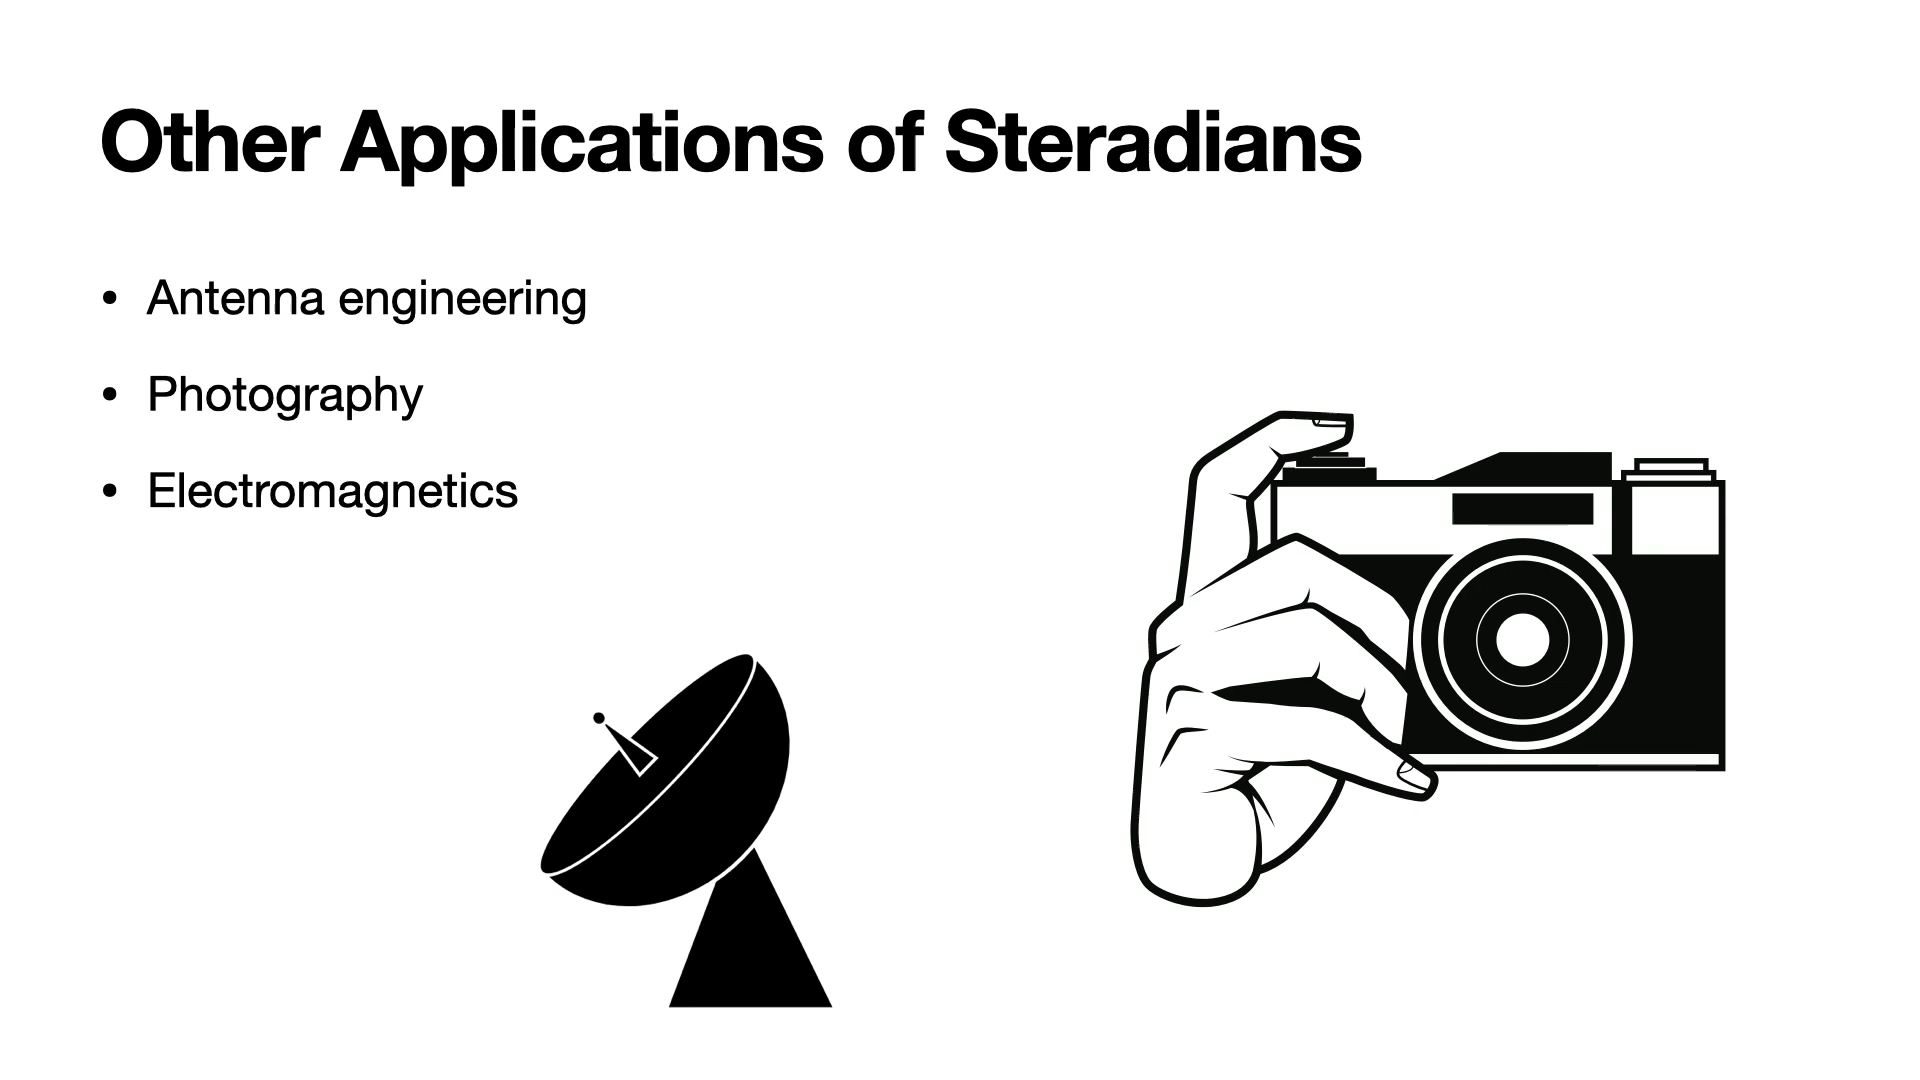 Other Applications of Steradians
• Antenna engineering
• Photography
• Electromagnetics